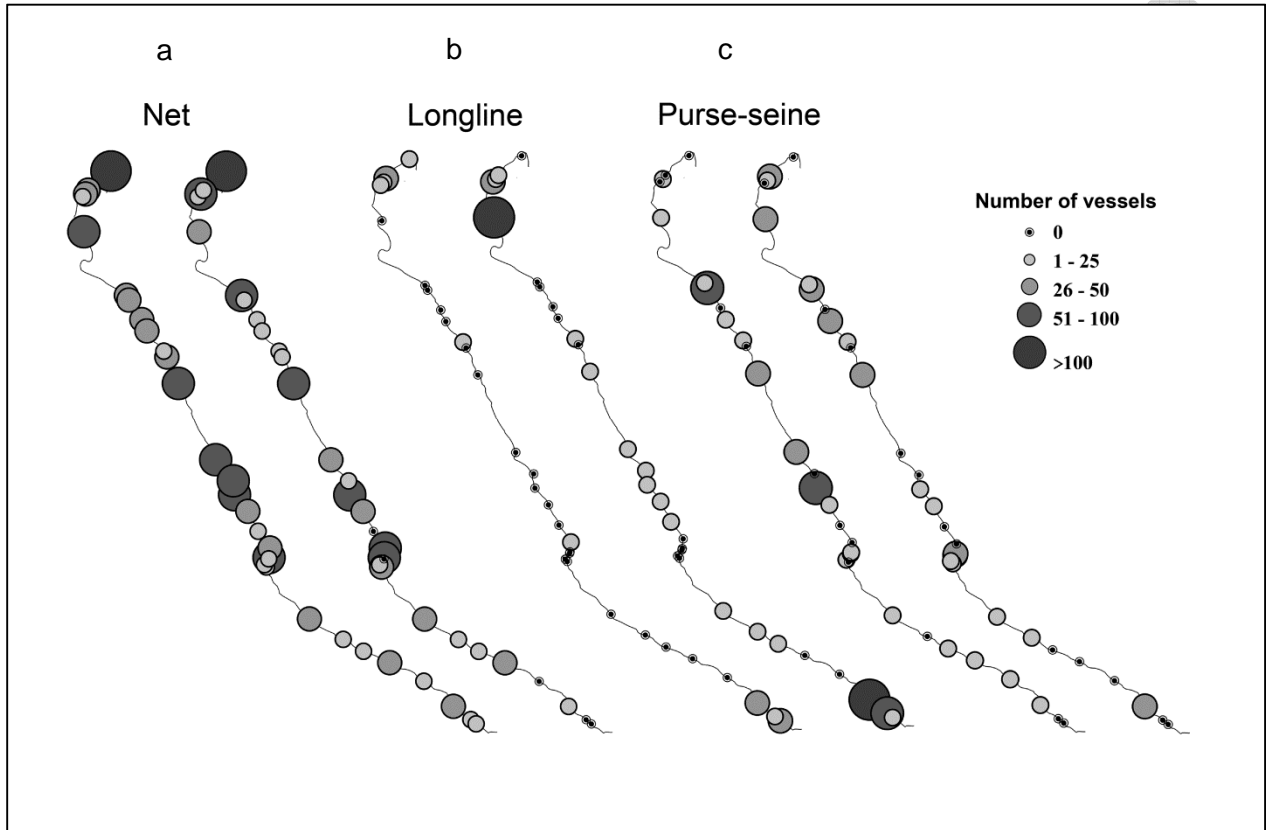 a b c
Net Longline Purse-seine
Number of vessels
0
1 - 25
26 - 50
51 - 100
>100